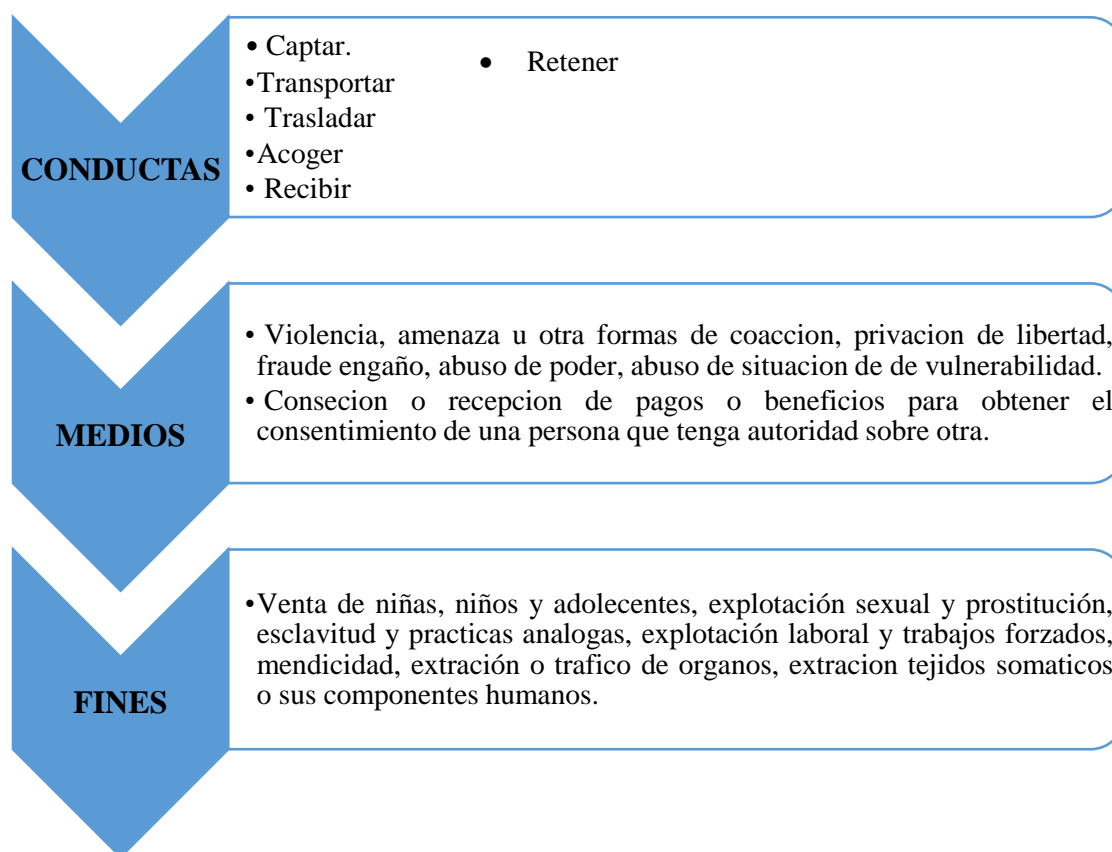 • Captar.
• Retener
•Transportar
• Trasladar
•Acoger
• Recibir
CONDUCTAS
• Violencia, amenaza u otra formas de coaccion, privacion de libertad,
fraude engaño, abuso de poder, abuso de situacion de de vulnerabilidad.
• Consecion o recepcion de pagos o beneficios para obtener el
consentimiento de una persona que tenga autoridad sobre otra.
MEDIOS
•Venta de niñas, niños y adolecentes, explotación sexual y prostitución,
esclavitud y practicas analogas, explotación laboral y trabajos forzados,
mendicidad, extración o trafico de organos, extracion tejidos somaticos
o sus componentes humanos.
FINES